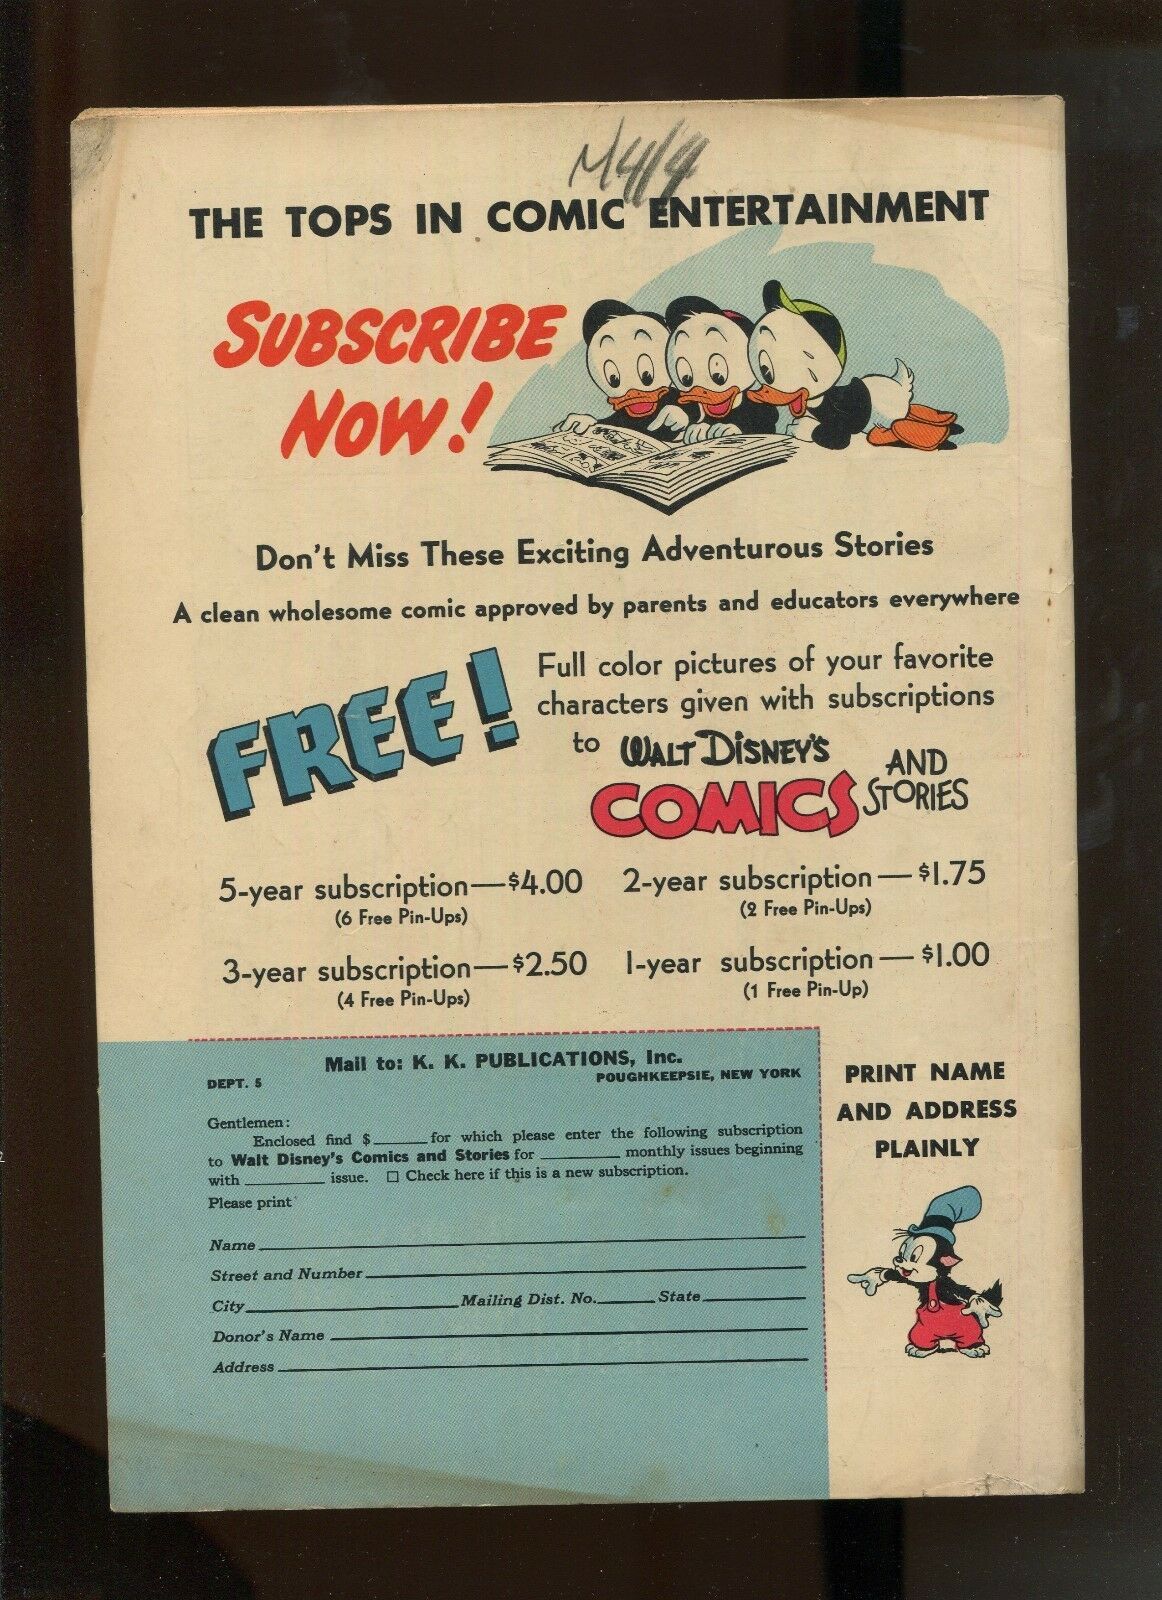 THE TOPS IN COMIC ENTERTAINMENT
SUBSCRIBE
NOW!
Don't Miss These Exciting Adventurous Stories
A clean wholesome comic approved by parents and educators everywhere
FREE!
Full color pictures of your favorite
characters given with subscriptions
to WALT DISNEY'S
COMICS AND
STORIES
5-year subscription—$4.00
(6 Free Pin-Ups)
2-year subscription—$1.75
(2 Free Pin-Ups)
3-year subscription—$2.50
(4 Free Pin-Ups)
1-year subscription—$1.00
(1 Free Pin-Up)
Mail to: K. K. PUBLICATIONS, Inc.
DEPT. 5 POUGHKEEPSIE, NEW YORK
Gentlemen:
Enclosed find $______ for which please enter the following subscription
to Walt Disney's Comics and Stories for ________ monthly issues beginning
with ________ issue. ☐ Check here if this is a new subscription.
Please print
Name
Street and Number
City Mailing Dist. No. State
Donor's Name
Address
PRINT NAME
AND ADDRESS
PLAINLY